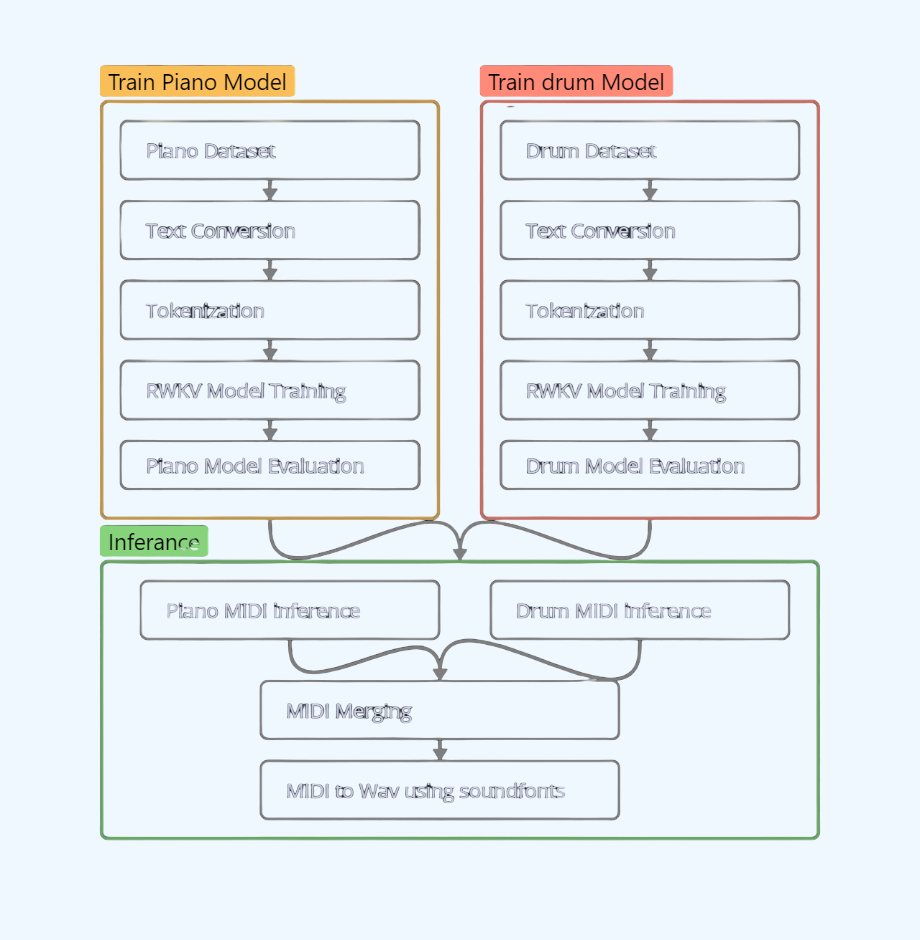 Train Piano Model
Piano Dataset
Text Conversion
Tokenization
RWKV Model Training
Piano Model Evaluation
Train drum Model
Drum Dataset
Text Conversion
Tokenization
RWKV Model Training
Drum Model Evaluation
Inferance
Piano MIDI inference
Drum MIDI inference
MIDI Merging
MIDI to Wav using soundfonts